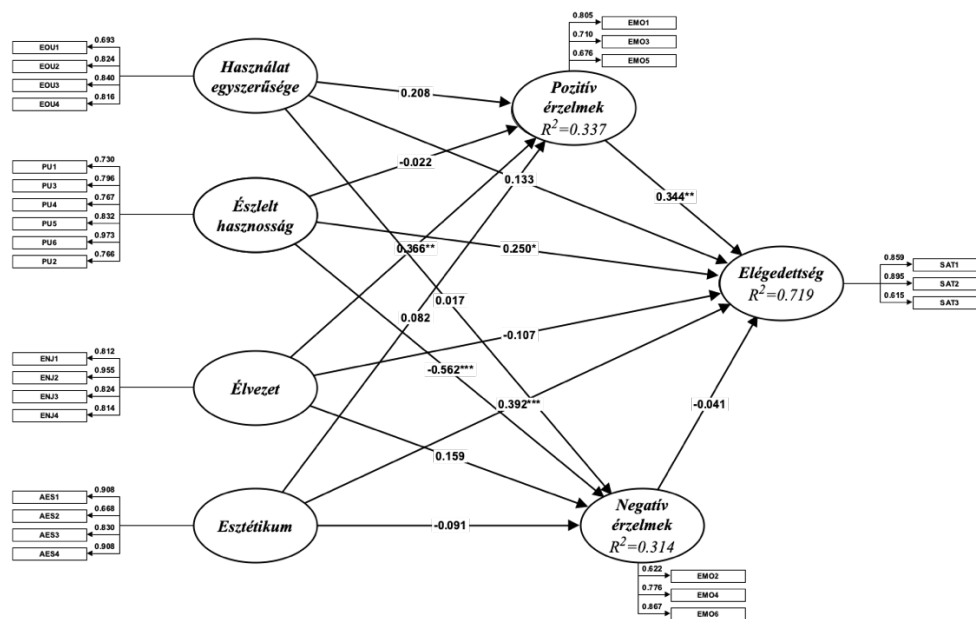 0.693
EOU1
0.824
EOU2
0.840
EOU3
0.816
EOU4
Használat
egyszerűsége
0.730
PU1
0.796
PU3
0.767
PU4
0.832
PU5
0.973
PU6
0.766
PU2
Észlelt
hasznosság
0.812
ENJ1
0.955
ENJ2
0.824
ENJ3
0.814
ENJ4
Élvezet
0.908
AES1
0.668
AES2
0.830
AES3
0.908
AES4
Esztétikum
0.208
-0.022
0.133
0.366**
0.250*
0.017
0.082
-0.107
-0.562***
0.392***
0.159
-0.091
0.344**
-0.041
0.805
EMO1
0.710
EMO3
0.676
EMO5
Pozitív
érzelmek
R²=0.337
Elégedettség
R²=0.719
0.859
SAT1
0.895
SAT2
0.615
SAT3
Negatív
érzelmek
R²=0.314
0.622
EMO2
0.776
EMO4
0.867
EMO6